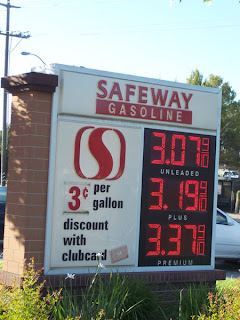 SAFEWAY
GASOLINE
S
3¢ per
gallon
discount
with
clubcard
3.07 9/10
UNLEADED
3.19 9/10
PLUS
3.37 9/10
PREMIUM